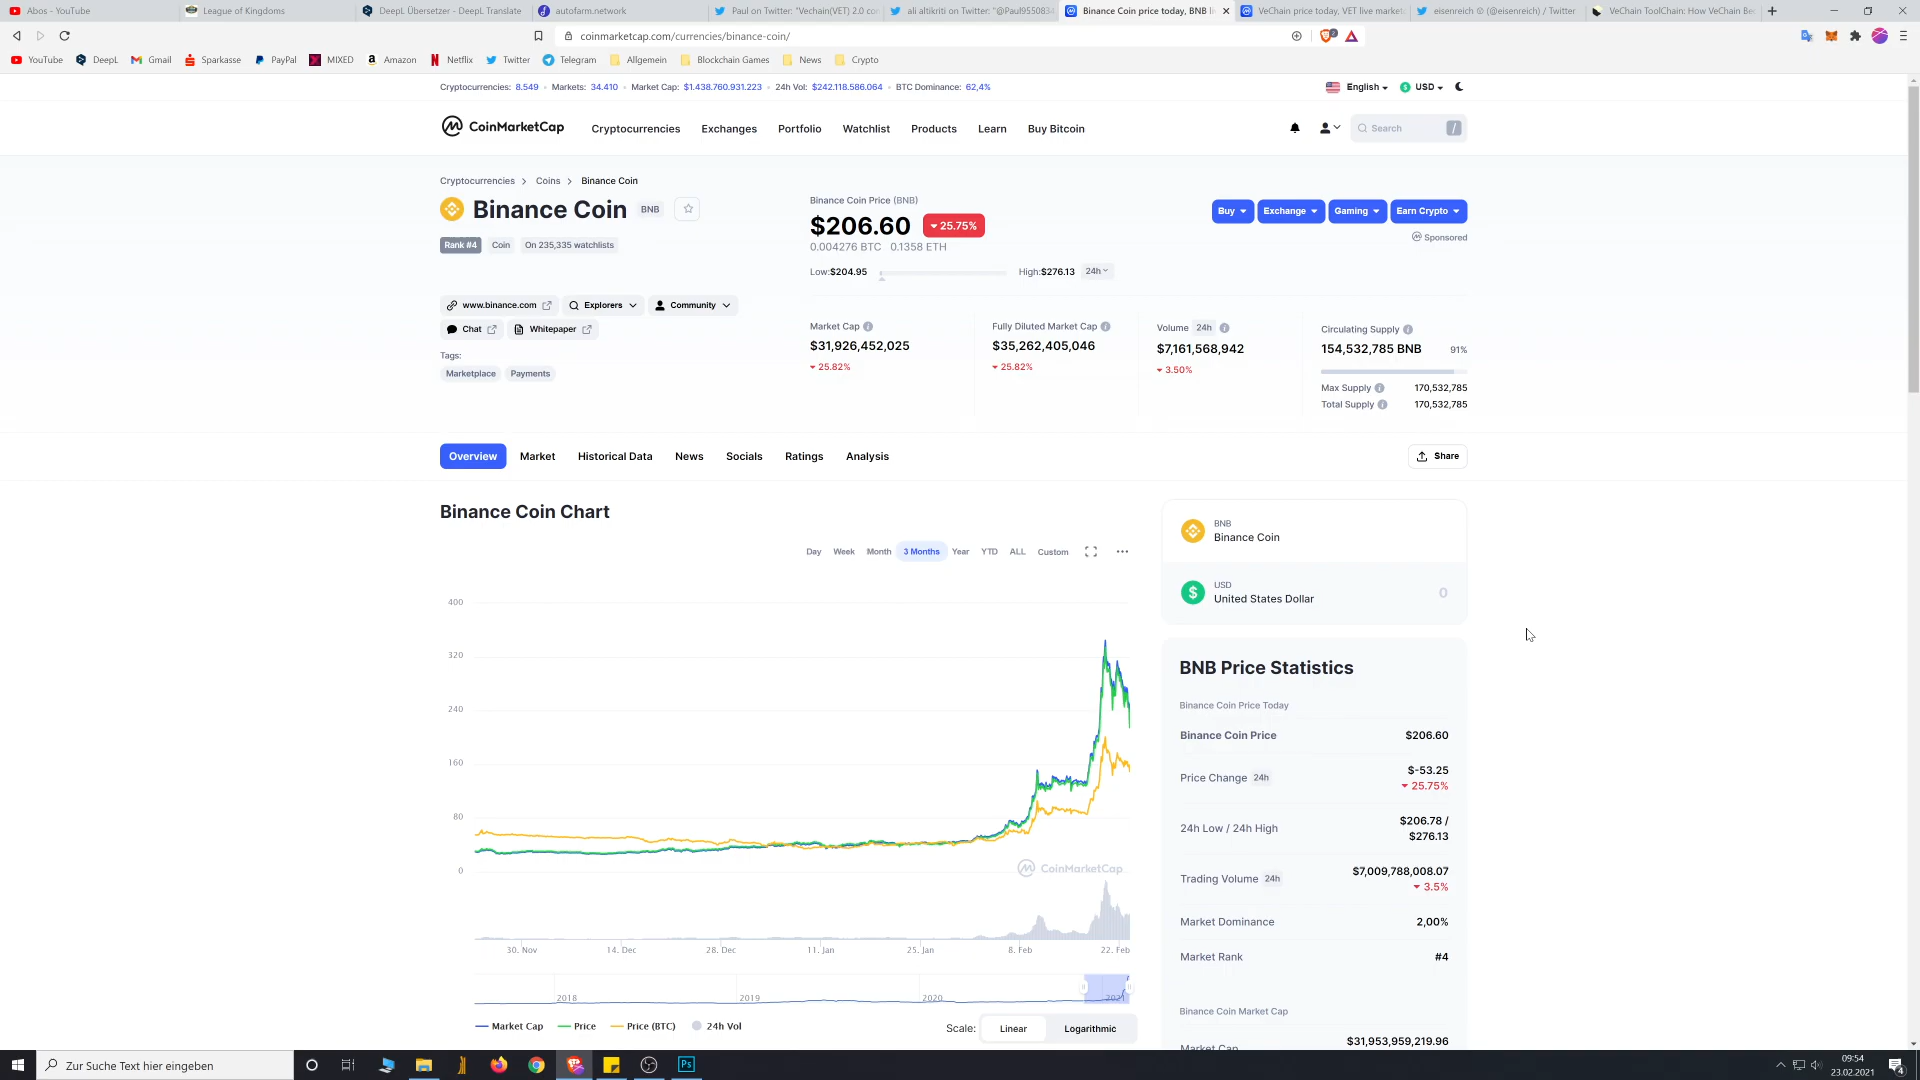 Abos - YouTube
League of Kingdoms
DeepL Übersetzer - DeepL Translate
autofarm.network
Paul on Twitter: "Vechain(VET) 2.0 con
ali altikriti on Twitter: "@Paul9550834
Binance Coin price today, BNB li
VeChain price today, VET live market
eisenreich (@eisenreich) / Twitter
VeChain ToolChain: How VeChain Be
coinmarketcap.com/currencies/binance-coin/
2
YouTube
DeepL
Gmail
Sparkasse
PayPal
MIXED
Amazon
Netflix
Twitter
Telegram
Allgemein
Blockchain Games
News
Crypto
Cryptocurrencies: 8.549 • Markets: 34.410 • Market Cap: $1.438.760.931.223 • 24h Vol: $242.118.586.064 • BTC Dominance: 62,4%
English
USD
CoinMarketCap
Cryptocurrencies
Exchanges
Portfolio
Watchlist
Products
Learn
Buy Bitcoin
Search
/
Cryptocurrencies > Coins > Binance Coin
Binance Coin BNB
Rank #4
Coin
On 235,335 watchlists
www.binance.com
Explorers
Community
Chat
Whitepaper
Tags:
Marketplace
Payments
Binance Coin Price (BNB)
$206.60
25.75%
0.004276 BTC 0.1358 ETH
Low:$204.95
High:$276.13
24h
Buy
Exchange
Gaming
Earn Crypto
Sponsored
Market Cap
$31,926,452,025
25.82%
Fully Diluted Market Cap
$35,262,405,046
25.82%
Volume 24h
$7,161,568,942
3.50%
Circulating Supply
154,532,785 BNB
91%
Max Supply 170,532,785
Total Supply 170,532,785
Overview
Market
Historical Data
News
Socials
Ratings
Analysis
Share
Binance Coin Chart
Day
Week
Month
3 Months
Year
YTD
ALL
Custom
400
320
240
160
80
0
CoinMarketCap
30. Nov
14. Dec
28. Dec
11. Jan
25. Jan
8. Feb
22. Feb
2018
2019
2020
2021
Market Cap
Price
Price (BTC)
24h Vol
Scale:
Linear
Logarithmic
BNB
Binance Coin
USD
United States Dollar
0
BNB Price Statistics
Binance Coin Price Today
Binance Coin Price $206.60
Price Change 24h $-53.25
25.75%
24h Low / 24h High $206.78 /
$276.13
Trading Volume 24h $7,009,788,008.07
3.5%
Market Dominance 2,00%
Market Rank #4
Binance Coin Market Cap
Market Cap $31,953,959,219.96
Zur Suche Text hier eingeben
Ps
09:54
23.02.2021
4